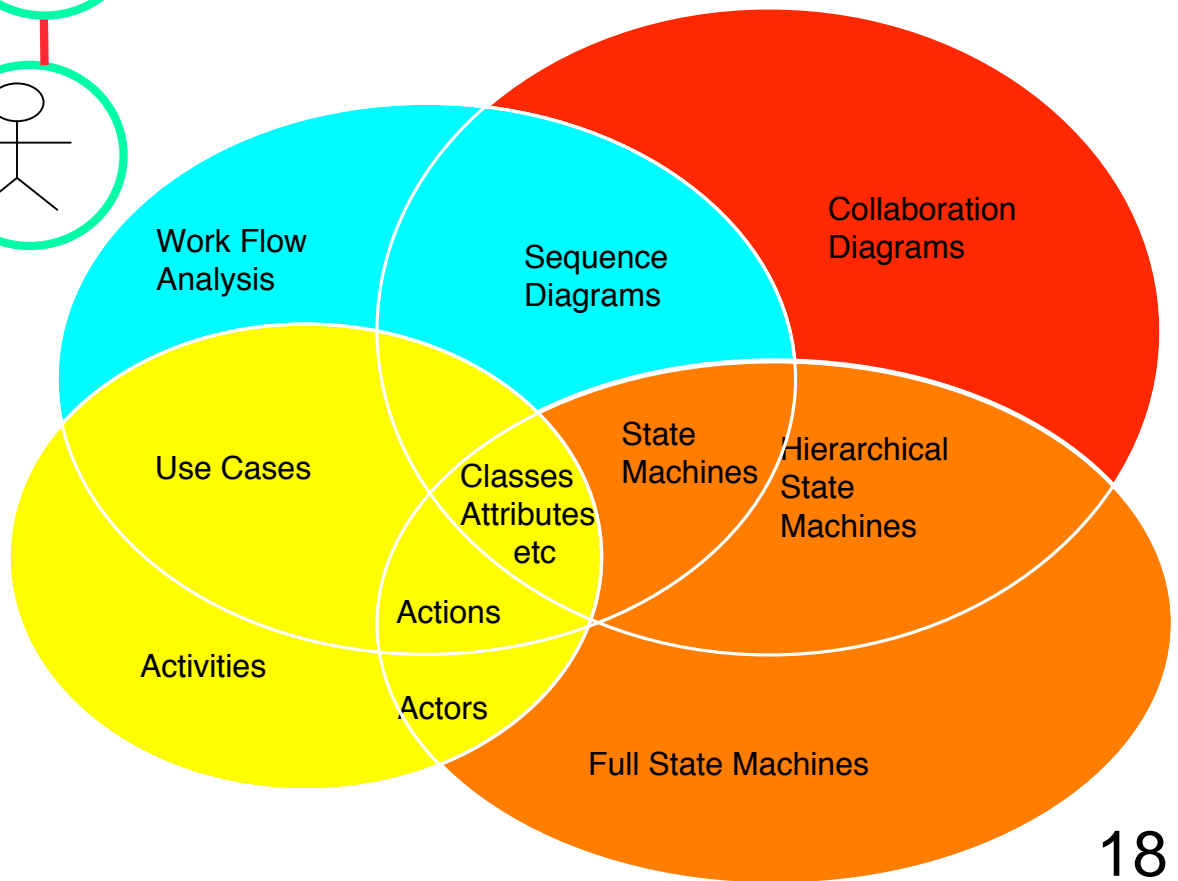 Work Flow
Analysis
Sequence
Diagrams
Collaboration
Diagrams
Use Cases
Classes
Attributes
etc
State
Machines
Hierarchical
State
Machines
Actions
Activities
Actors
Full State Machines
18